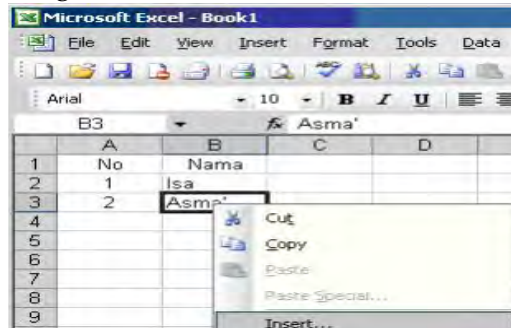 Microsoft Excel - Book1
File Edit View Insert Format Tools Data
Arial 10 B I U
B3 fx Asma'
A B C D
1 No Nama
2 1 Isa
3 2 Asma'
4 Cut
5 Copy
6
7 Paste
8 Paste Special...
9 Insert...